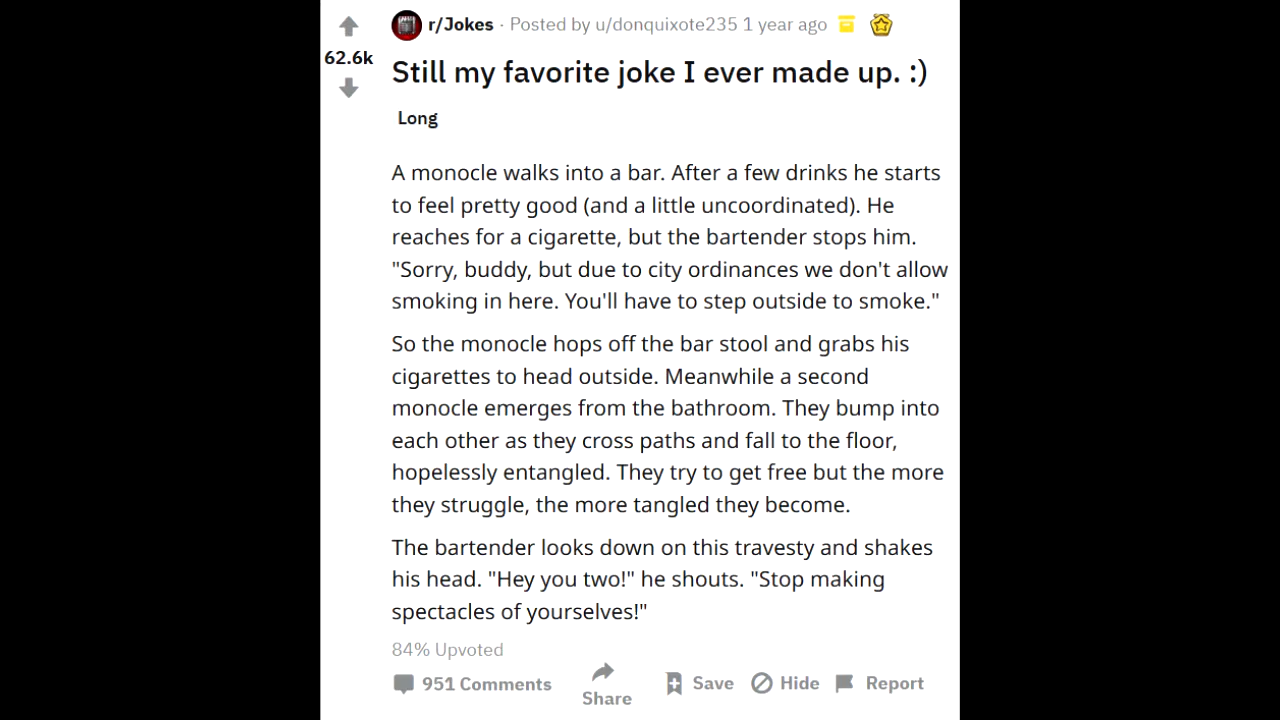 r/Jokes · Posted by u/donquixote235 1 year ago
62.6k
Still my favorite joke I ever made up. :)
Long
A monocle walks into a bar. After a few drinks he starts
to feel pretty good (and a little uncoordinated). He
reaches for a cigarette, but the bartender stops him.
"Sorry, buddy, but due to city ordinances we don't allow
smoking in here. You'll have to step outside to smoke."
So the monocle hops off the bar stool and grabs his
cigarettes to head outside. Meanwhile a second
monocle emerges from the bathroom. They bump into
each other as they cross paths and fall to the floor,
hopelessly entangled. They try to get free but the more
they struggle, the more tangled they become.
The bartender looks down on this travesty and shakes
his head. "Hey you two!" he shouts. "Stop making
spectacles of yourselves!"
84% Upvoted
951 Comments Share Save Hide Report